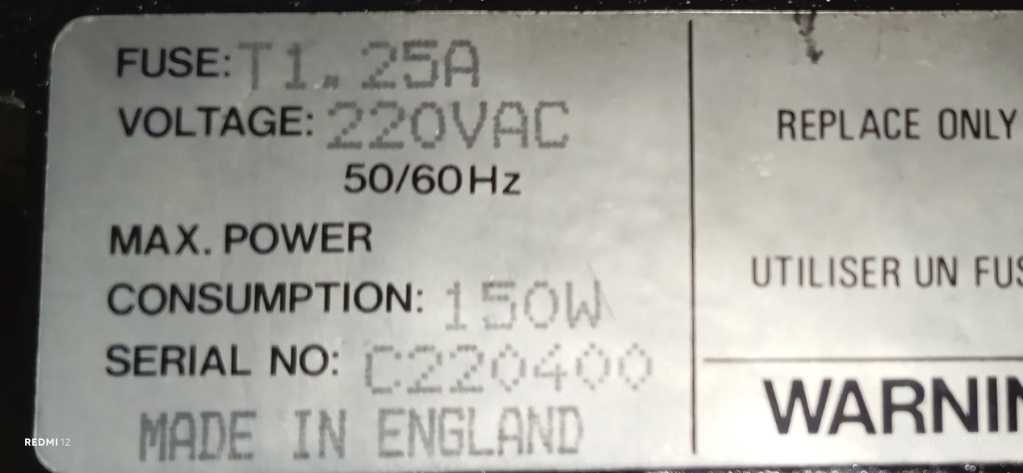 FUSE: T1.25A
VOLTAGE: 220VAC
50/60Hz
MAX. POWER
CONSUMPTION: 150W
SERIAL NO: C220400
MADE IN ENGLAND
REPLACE ONLY
UTILISER UN FUS
WARNIN
REDMI 12